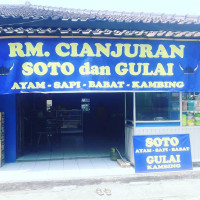 RM. CIANJURAN
SOTO dan GULAI
AYAM - SAPI - BABAT - KAMBING
SOTO
AYAM - SAPI - BABAT
GULAI
KAMBING